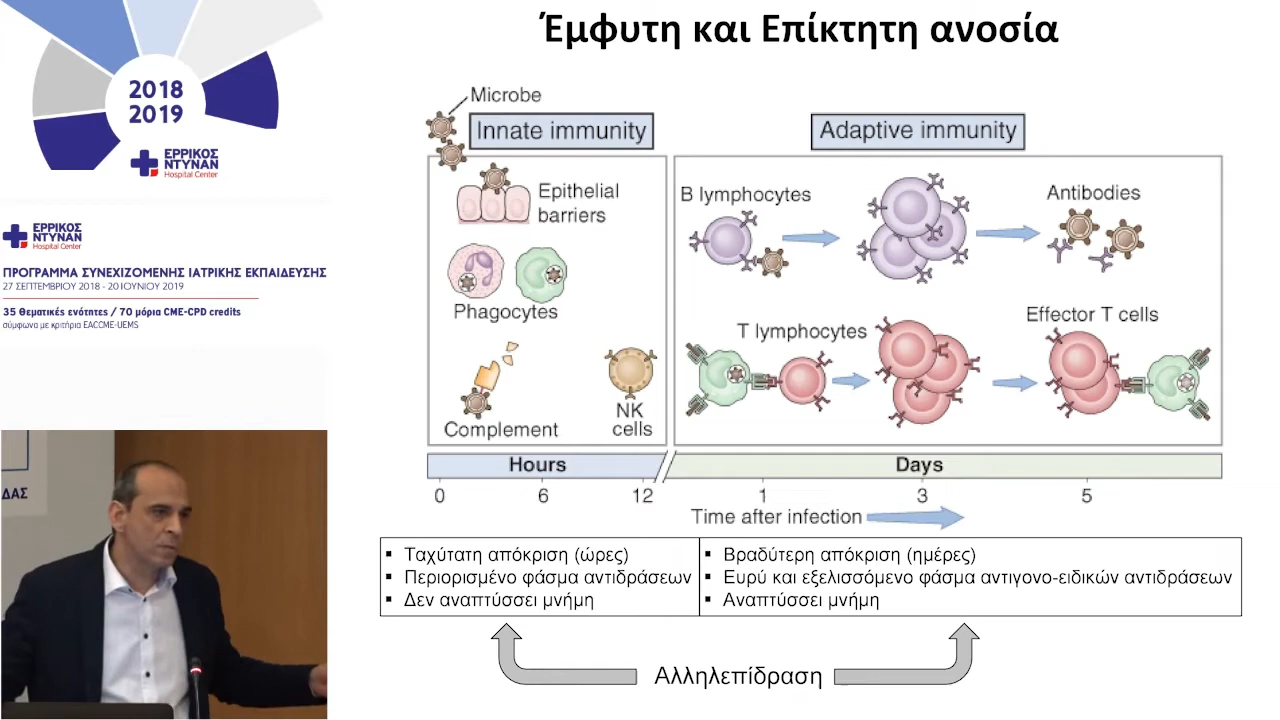 2018
2019
ΕΡΡΙΚΟΣ
ΝΤΥΝΑΝ
Hospital Center
ΕΡΡΙΚΟΣ
ΝΤΥΝΑΝ
Hospital Center
ΠΡΟΓΡΑΜΜΑ ΣΥΝΕΧΙΖΟΜΕΝΗΣ ΙΑΤΡΙΚΗΣ ΕΚΠΑΙΔΕΥΣΗΣ
27 ΣΕΠΤΕΜΒΡΙΟΥ 2018 - 20 ΙΟΥΝΙΟΥ 2019
35 Θεματικές ενότητες / 70 μόρια CME-CPD credits
σύμφωνα με κριτήρια EACCME-UEMS
ΔΑΣ
Έμφυτη και Επίκτητη ανοσία
Microbe
Innate immunity
Adaptive immunity
Epithelial
barriers
Phagocytes
Complement
NK
cells
B lymphocytes
Antibodies
T lymphocytes
Effector T cells
Hours
Days
0 6 12 1 3 5
Time after infection
▪ Ταχύτατη απόκριση (ώρες)
▪ Περιορισμένο φάσμα αντιδράσεων
▪ Δεν αναπτύσσει μνήμη
▪ Βραδύτερη απόκριση (ημέρες)
▪ Ευρύ και εξελισσόμενο φάσμα αντιγονο-ειδικών αντιδράσεων
▪ Αναπτύσσει μνήμη
Αλληλεπίδραση